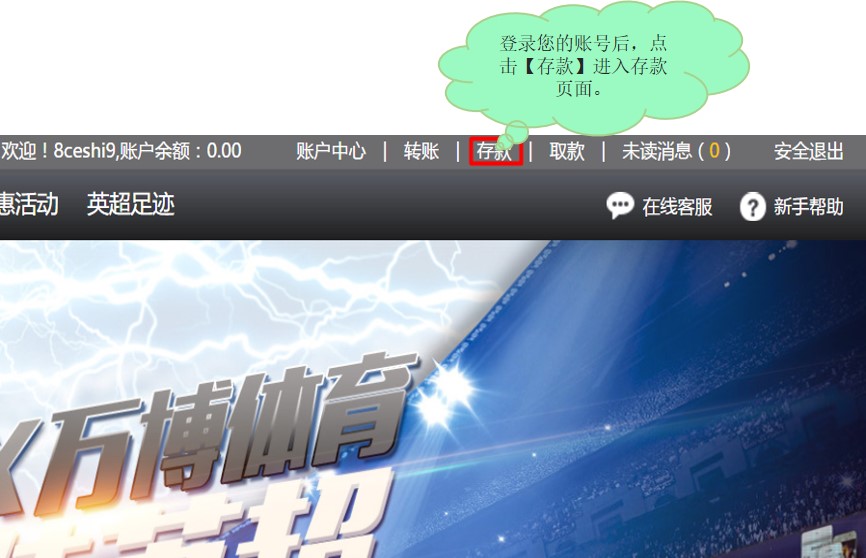 登录您的账号后，点
击【存款】进入存款
页面。
欢迎！8ceshi9,账户余额：0.00 账户中心 | 转账 | 存款 | 取款 | 未读消息（0） 安全退出
惠活动 英超足迹 在线客服 ? 新手帮助
万博体育
英超